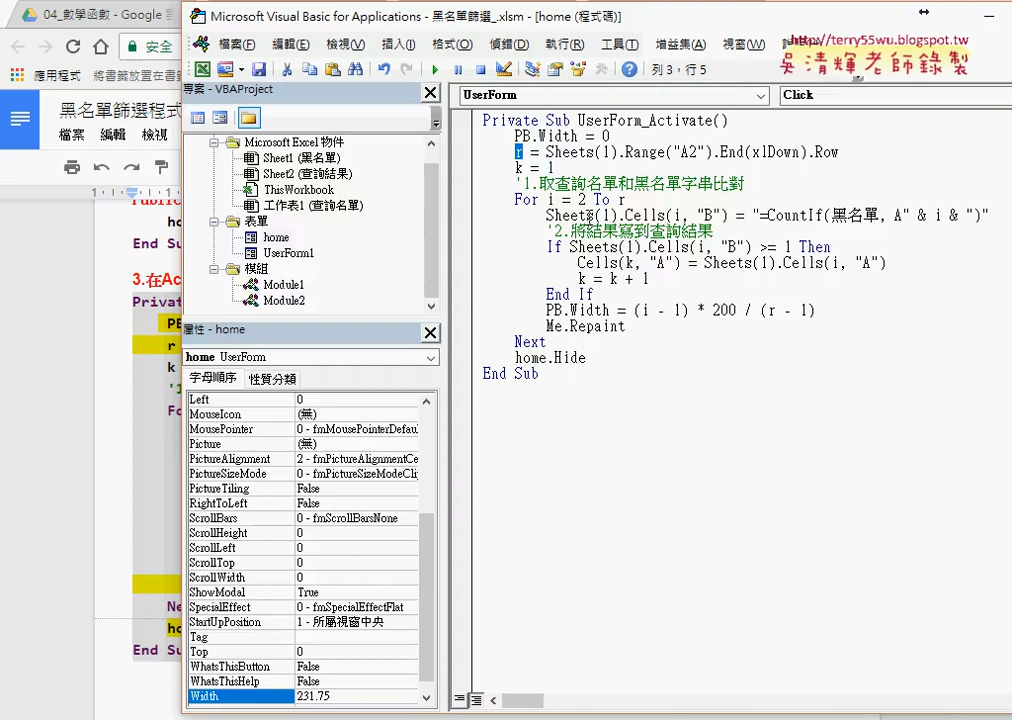 04_數學函數 - Google
安全
應用程式
將書籤放置在書
黑名單篩選程式
檔案 編輯 檢視
Public
ho
End Su
3.在Ac
Privat
PB
r
k
'1
Fo
Ne
ho
End S
Microsoft Visual Basic for Applications - 黑名單篩選_.xlsm - [home (程式碼)]
檔案(F) 編輯(E) 檢視(V) 插入(I) 格式(O) 偵錯(D) 執行(R) 工具(T) 增益集(A) 視窗(W)
http://terry55wu.blogspot.tw
吳清輝老師錄製
列 3，行 5
專案 - VBAProject
Microsoft Excel 物件
Sheet1 (黑名單)
Sheet2 (查詢結果)
ThisWorkbook
工作表1 (查詢名單)
表單
home
UserForm1
模組
Module1
Module2
屬性 - home
home UserForm
字母順序 性質分類
Left 0
MouseIcon (無)
MousePointer 0 - fmMousePointerDefau
Picture (無)
PictureAlignment 2 - fmPictureAlignmentCe
PictureSizeMode 0 - fmPictureSizeModeCli
PictureTiling False
RightToLeft False
ScrollBars 0 - fmScrollBarsNone
ScrollHeight 0
ScrollLeft 0
ScrollTop 0
ScrollWidth 0
ShowModal True
SpecialEffect 0 - fmSpecialEffectFlat
StartUpPosition 1 - 所屬視窗中央
Tag
Top 0
WhatsThisButton False
WhatsThisHelp False
Width 231.75
UserForm Click
Private Sub UserForm_Activate()
PB.Width = 0
r = Sheets(1).Range("A2").End(xlDown).Row
k = 1
'1.取查詢名單和黑名單字串比對
For i = 2 To r
Sheets(1).Cells(i, "B") = "=CountIf(黑名單, A" & i & ")"
'2.將結果寫到查詢結果
If Sheets(1).Cells(i, "B") >= 1 Then
Cells(k, "A") = Sheets(1).Cells(i, "A")
k = k + 1
End If
PB.Width = (i - 1) * 200 / (r - 1)
Me.Repaint
Next
home.Hide
End Sub